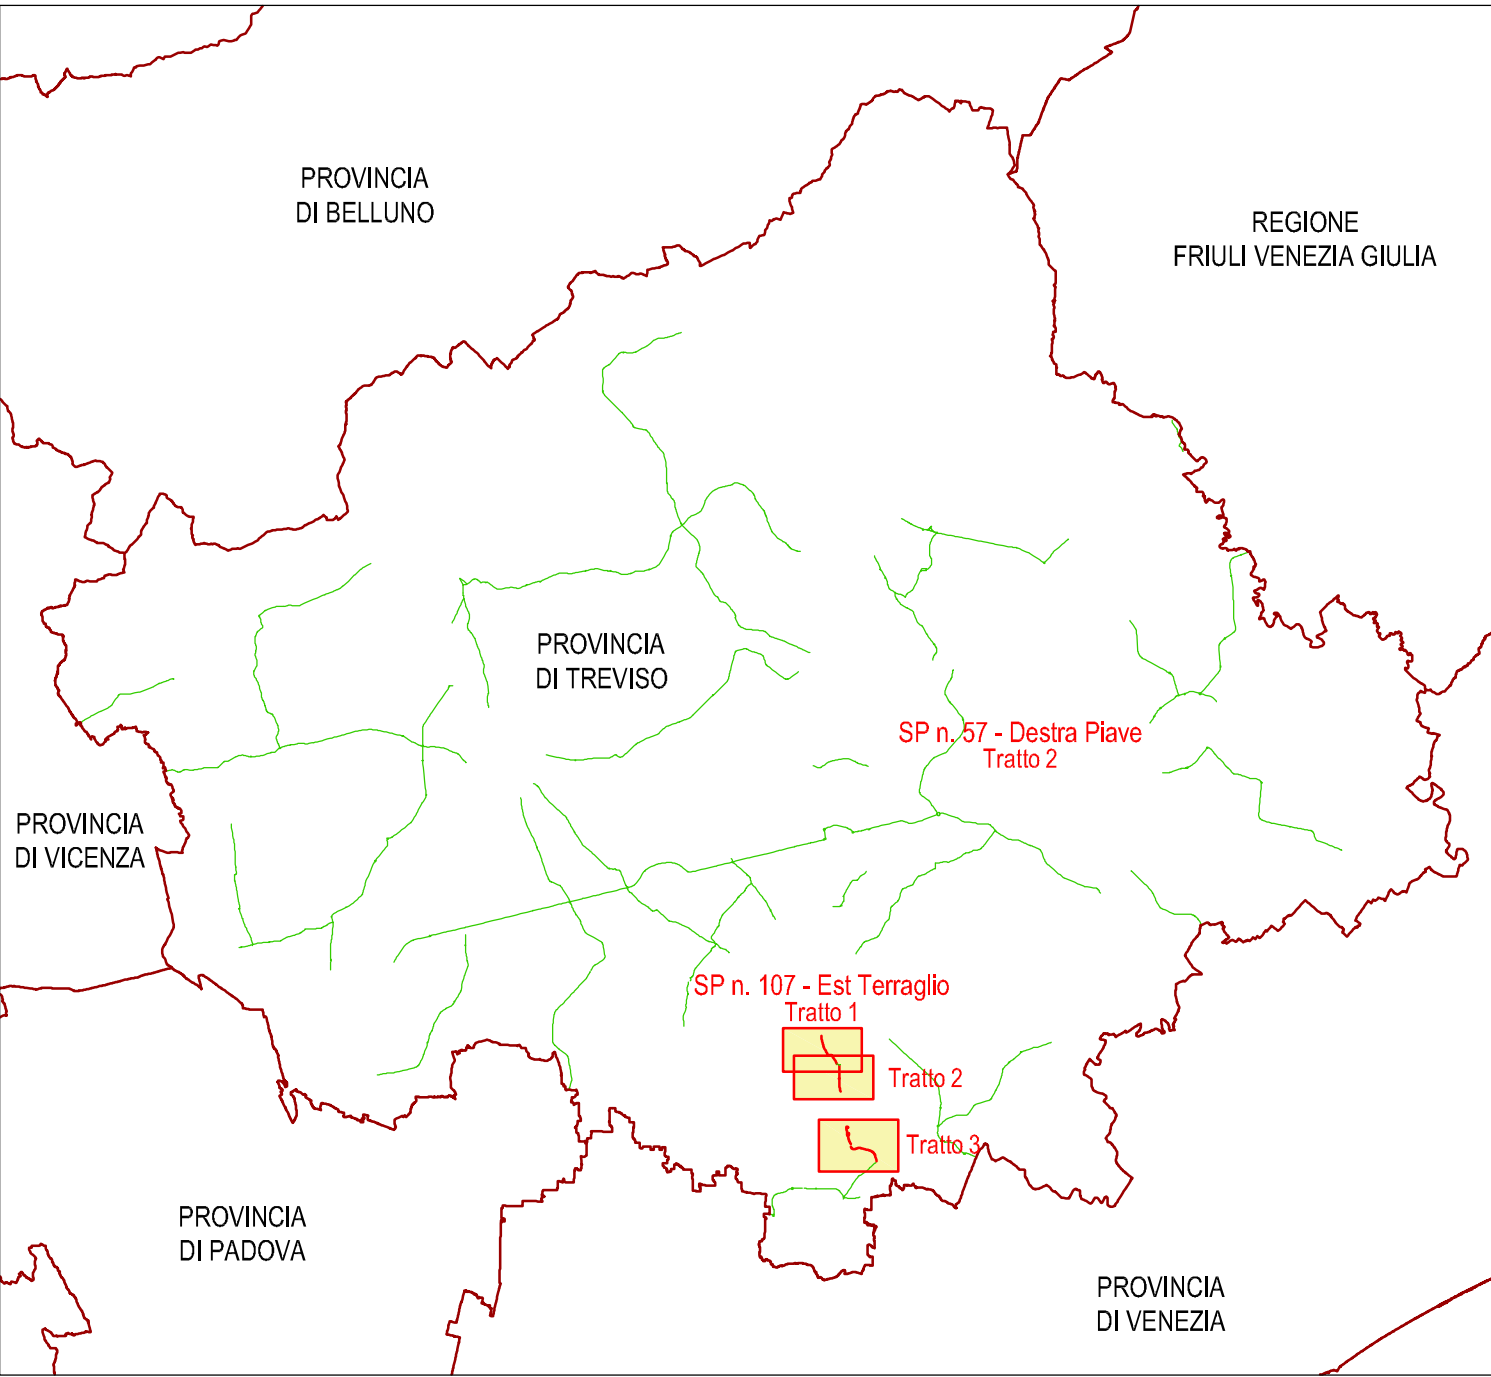 PROVINCIA
DI BELLUNO
REGIONE
FRIULI VENEZIA GIULIA
PROVINCIA
DI TREVISO
SP n. 57 - Destra Piave
Tratto 2
PROVINCIA
DI VICENZA
SP n. 107 - Est Terraglio
Tratto 1
Tratto 2
Tratto 3
PROVINCIA
DI PADOVA
PROVINCIA
DI VENEZIA